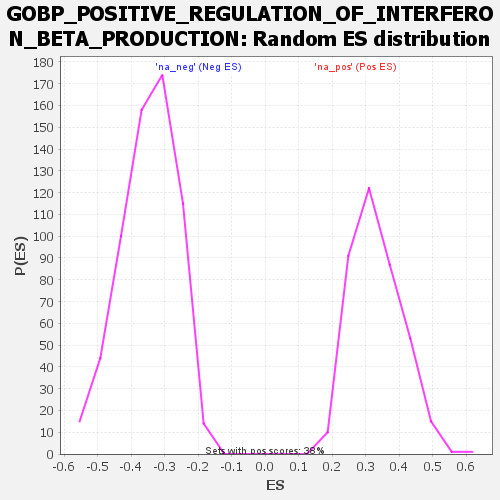 GOBP_POSITIVE_REGULATION_OF_INTERFERO
N_BETA_PRODUCTION: Random ES distribution
'na_neg' (Neg ES) 'na_pos' (Pos ES)
180
170
160
150
140
130
120
110
100
90
80
70
60
50
40
30
20
10
0
P(ES)
Sets with pos scores: 38%
-0.6 -0.5 -0.4 -0.3 -0.2 -0.1 0.0 0.1 0.2 0.3 0.4 0.5 0.6
ES